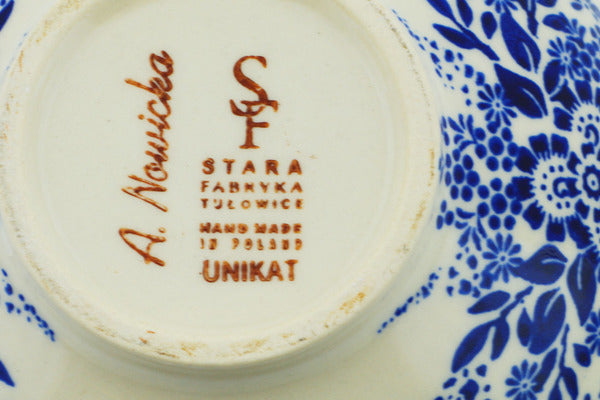 A. Nowicka
SF
STARA
FABRYKA
TUŁOWICE
HAND MADE
IN POLAND
UNIKAT